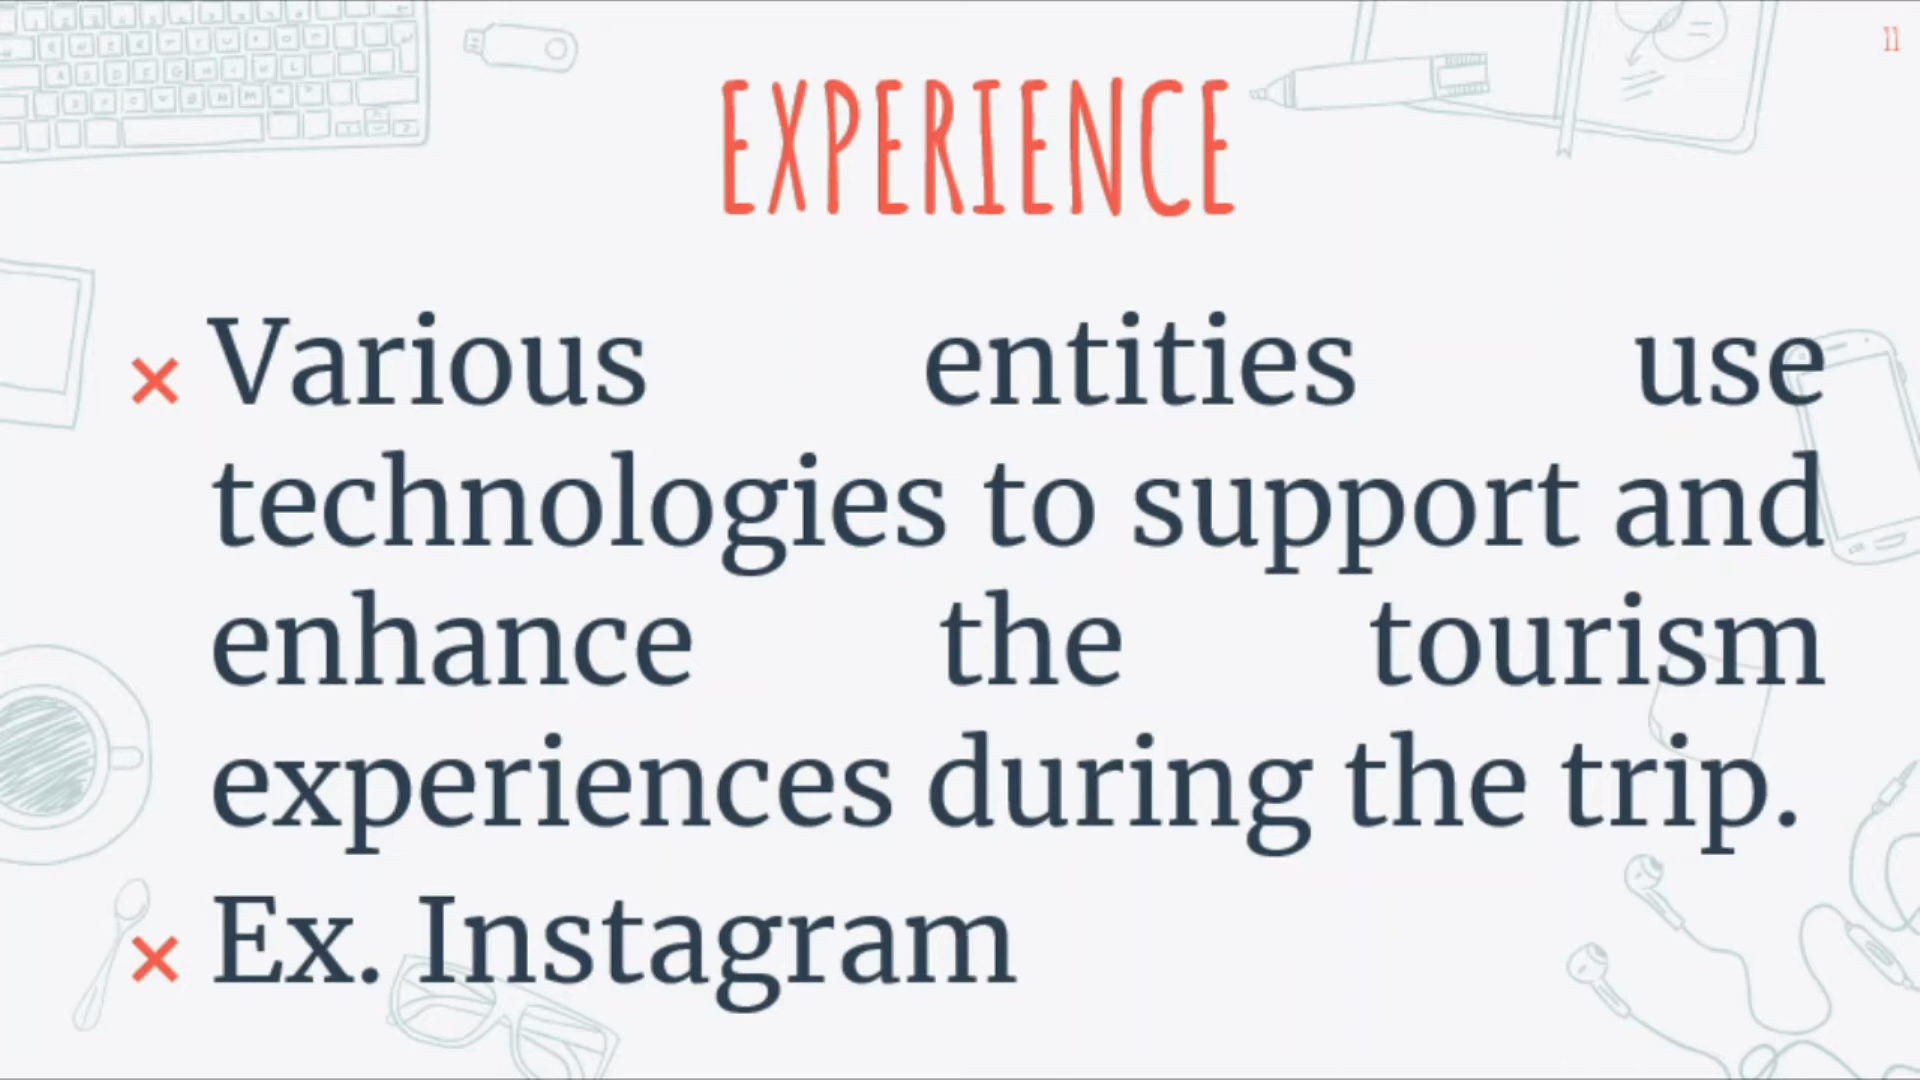 11
EXPERIENCE
× Various entities use
technologies to support and
enhance the tourism
experiences during the trip.
× Ex. Instagram